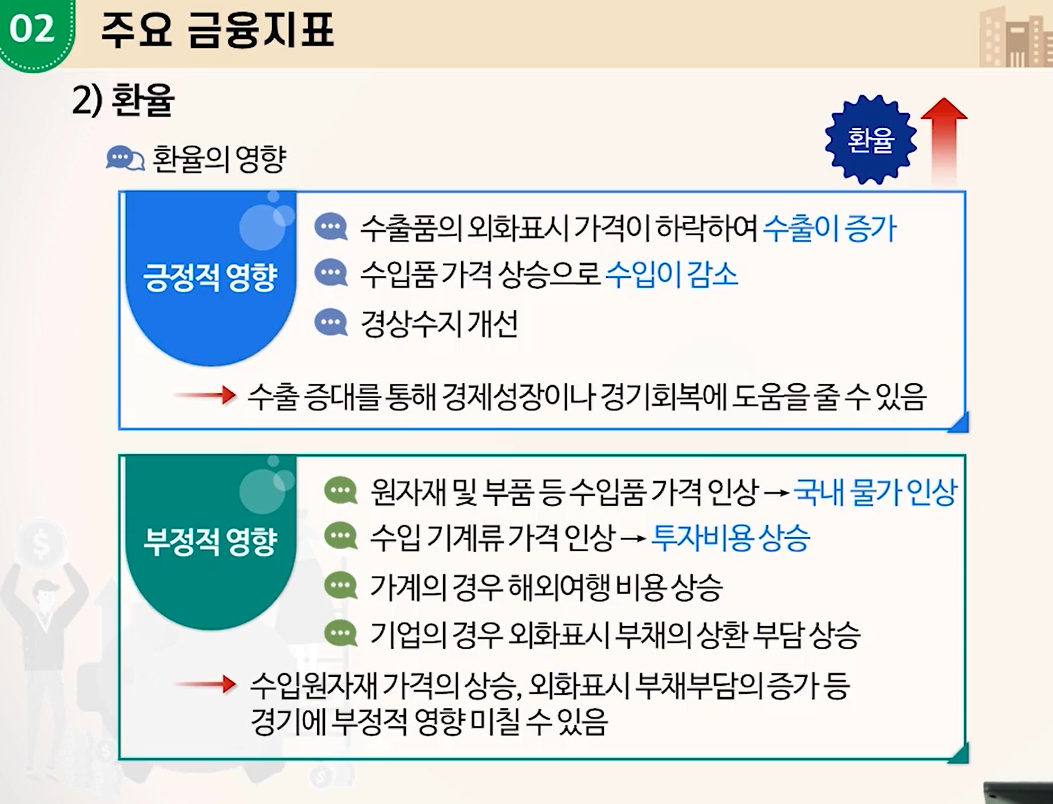 02 주요 금융지표
2) 환율
환율의 영향
환율
긍정적 영향
수출품의 외화표시 가격이 하락하여 수출이 증가
수입품 가격 상승으로 수입이 감소
경상수지 개선
→ 수출 증대를 통해 경제성장이나 경기회복에 도움을 줄 수 있음
부정적 영향
원자재 및 부품 등 수입품 가격 인상 → 국내 물가 인상
수입 기계류 가격 인상 → 투자비용 상승
가계의 경우 해외여행 비용 상승
기업의 경우 외화표시 부채의 상환 부담 상승
→ 수입원자재 가격의 상승, 외화표시 부채부담의 증가 등
경기에 부정적 영향 미칠 수 있음
$
$